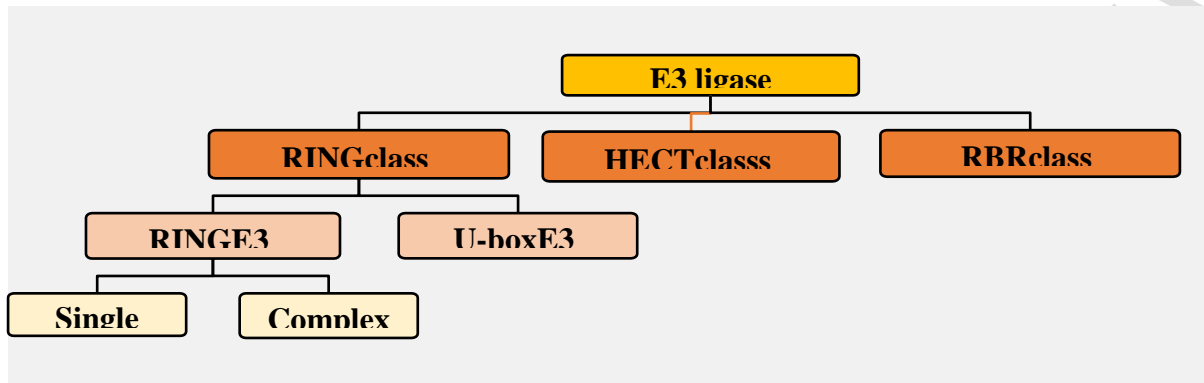 E3 ligase
RINGclass
HECTclasss
RBRclass
RINGE3
U-boxE3
Single
Complex